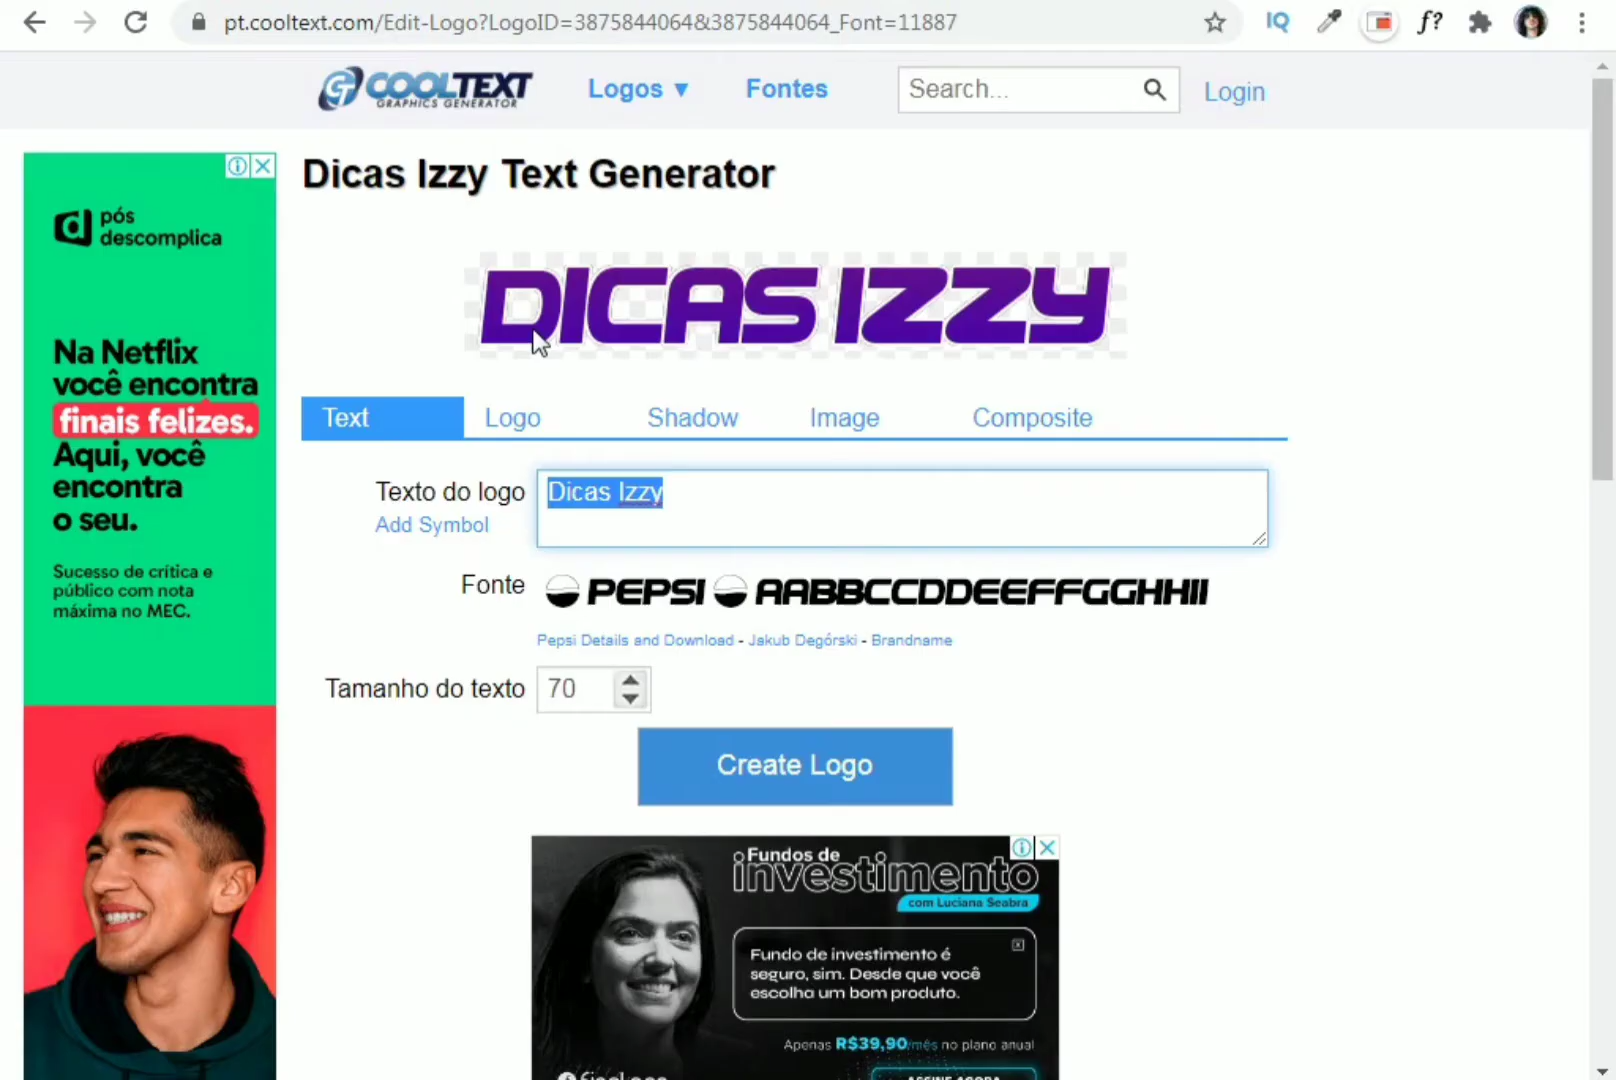 pt.cooltext.com/Edit-Logo?LogoID=3875844064&3875844064_Font=11887
IQ
f?
COOLTEXT
GRAPHICS GENERATOR
Logos ▼
Fontes
Search...
Login
Dicas Izzy Text Generator
pós
descomplica
Na Netflix
você encontra
finais felizes.
Aqui, você
encontra
o seu.
Sucesso de crítica e
público com nota
máxima no MEC.
DICAS IZZY
Text
Logo
Shadow
Image
Composite
Texto do logo
Dicas Izzy
Add Symbol
Fonte
PEPSI AABBCCDDEEFFGGHHII
Pepsi Details and Download - Jakub Degórski - Brandname
Tamanho do texto
70
Create Logo
Fundos de
investimento
com Luciana Seabra
Fundo de investimento é
seguro, sim. Desde que você
escolha um bom produto.
Apenas R$39,90/mês no plano anual
ASSINE AGORA